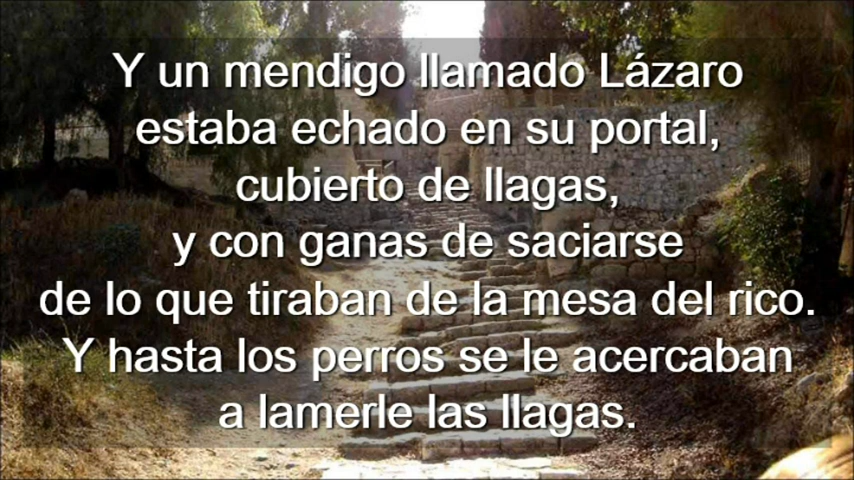 Y un mendigo llamado Lázaro
estaba echado en su portal,
cubierto de llagas,
y con ganas de saciarse
de lo que tiraban de la mesa del rico.
Y hasta los perros se le acercaban
a lamerle las llagas.